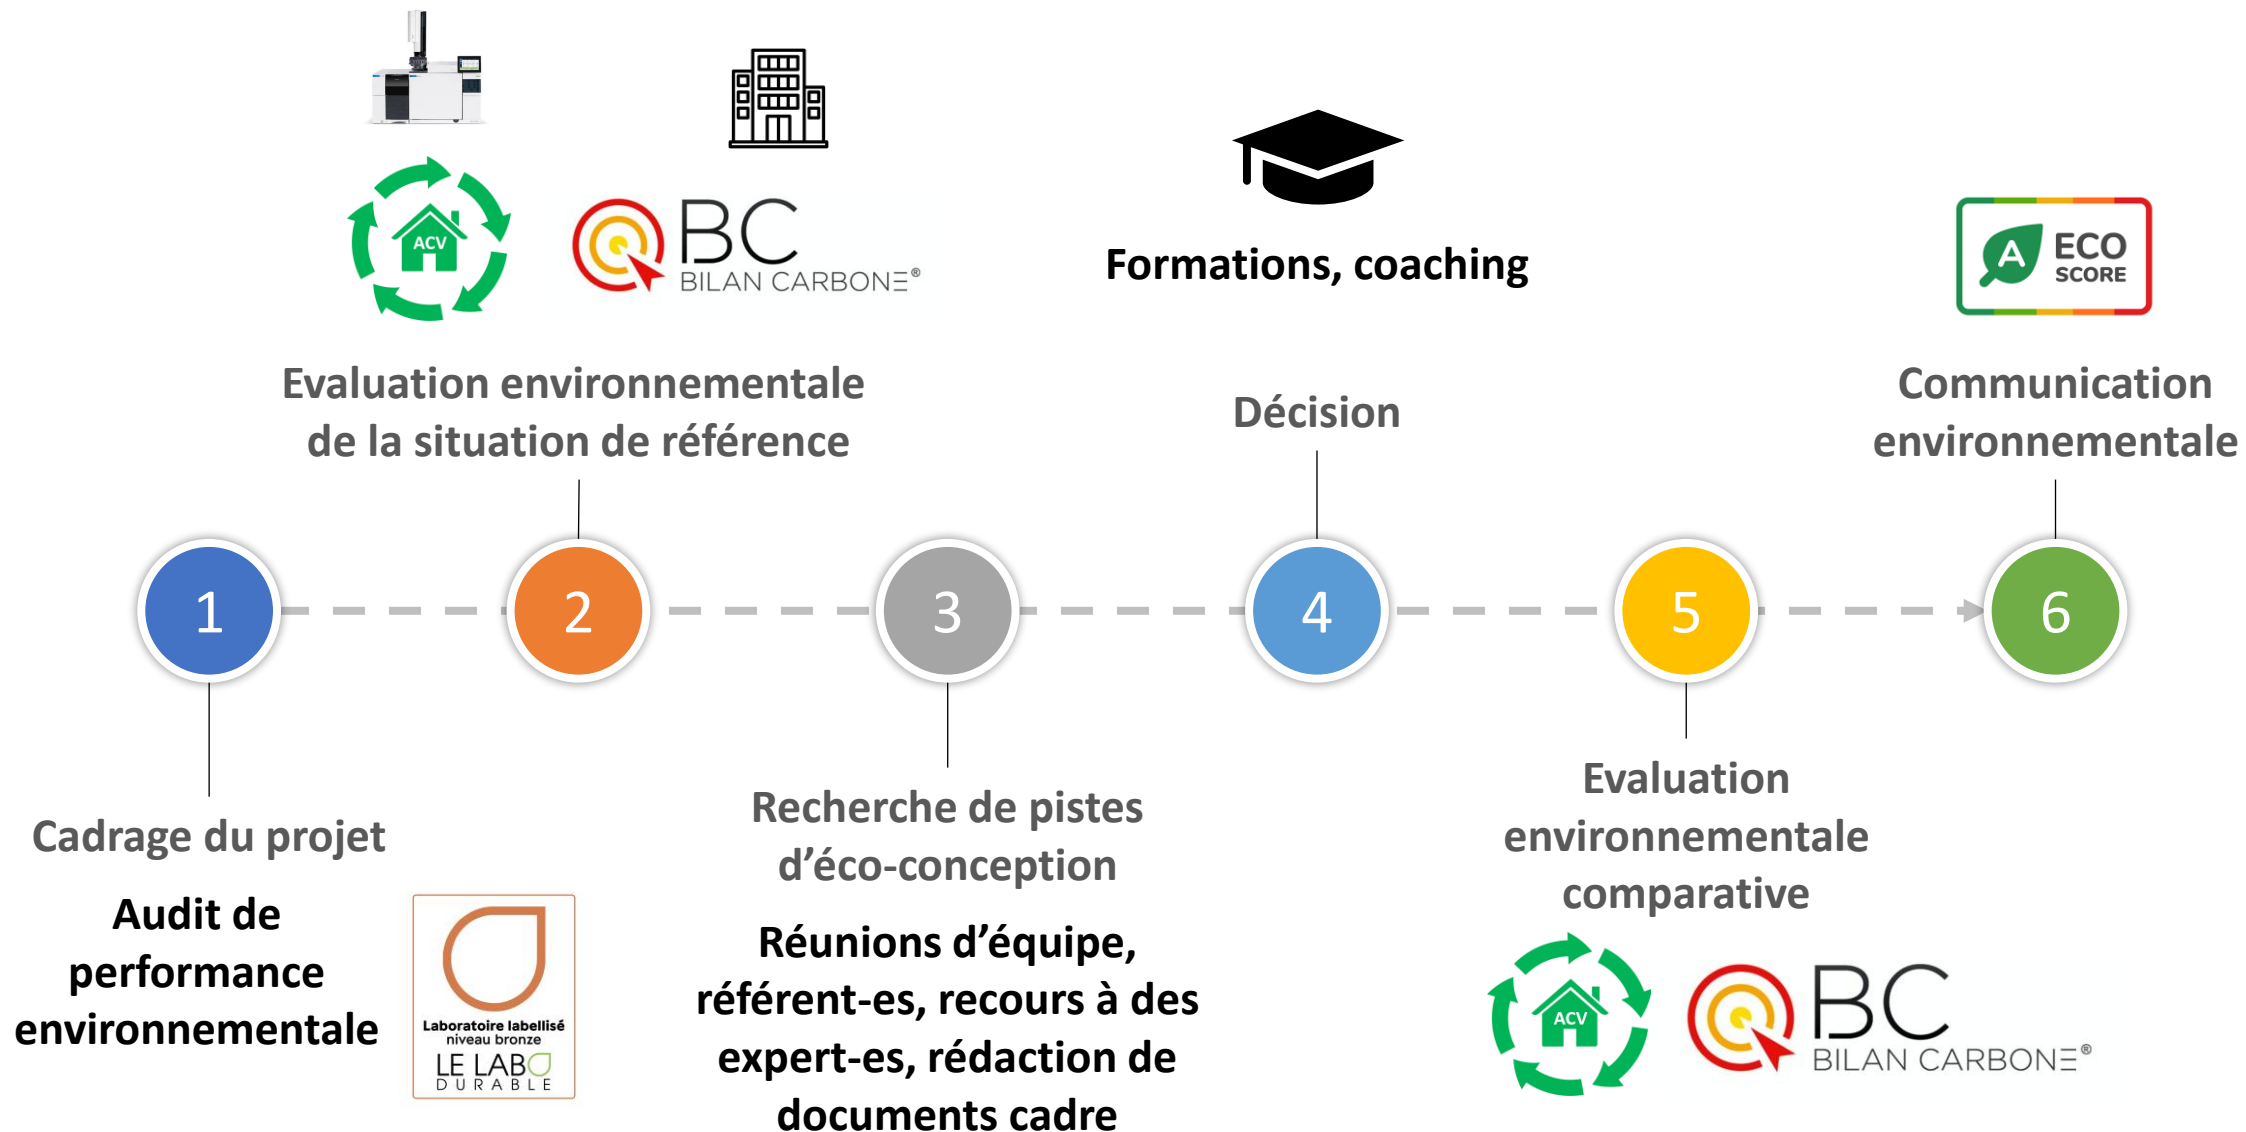 ACV
BC
BILAN CARBONE®
Formations, coaching
A
ECO
SCORE
Evaluation environnementale
de la situation de référence
Décision
Communication
environnementale
1
2
3
4
5
6
Cadrage du projet
Audit de
performance
environnementale
Laboratoire labellisé
niveau bronze
LE LABO
DURABLE
Recherche de pistes
d’éco-conception
Réunions d’équipe,
référent-es, recours à des
expert-es, rédaction de
documents cadre
Evaluation
environnementale
comparative
ACV
BC
BILAN CARBONE®